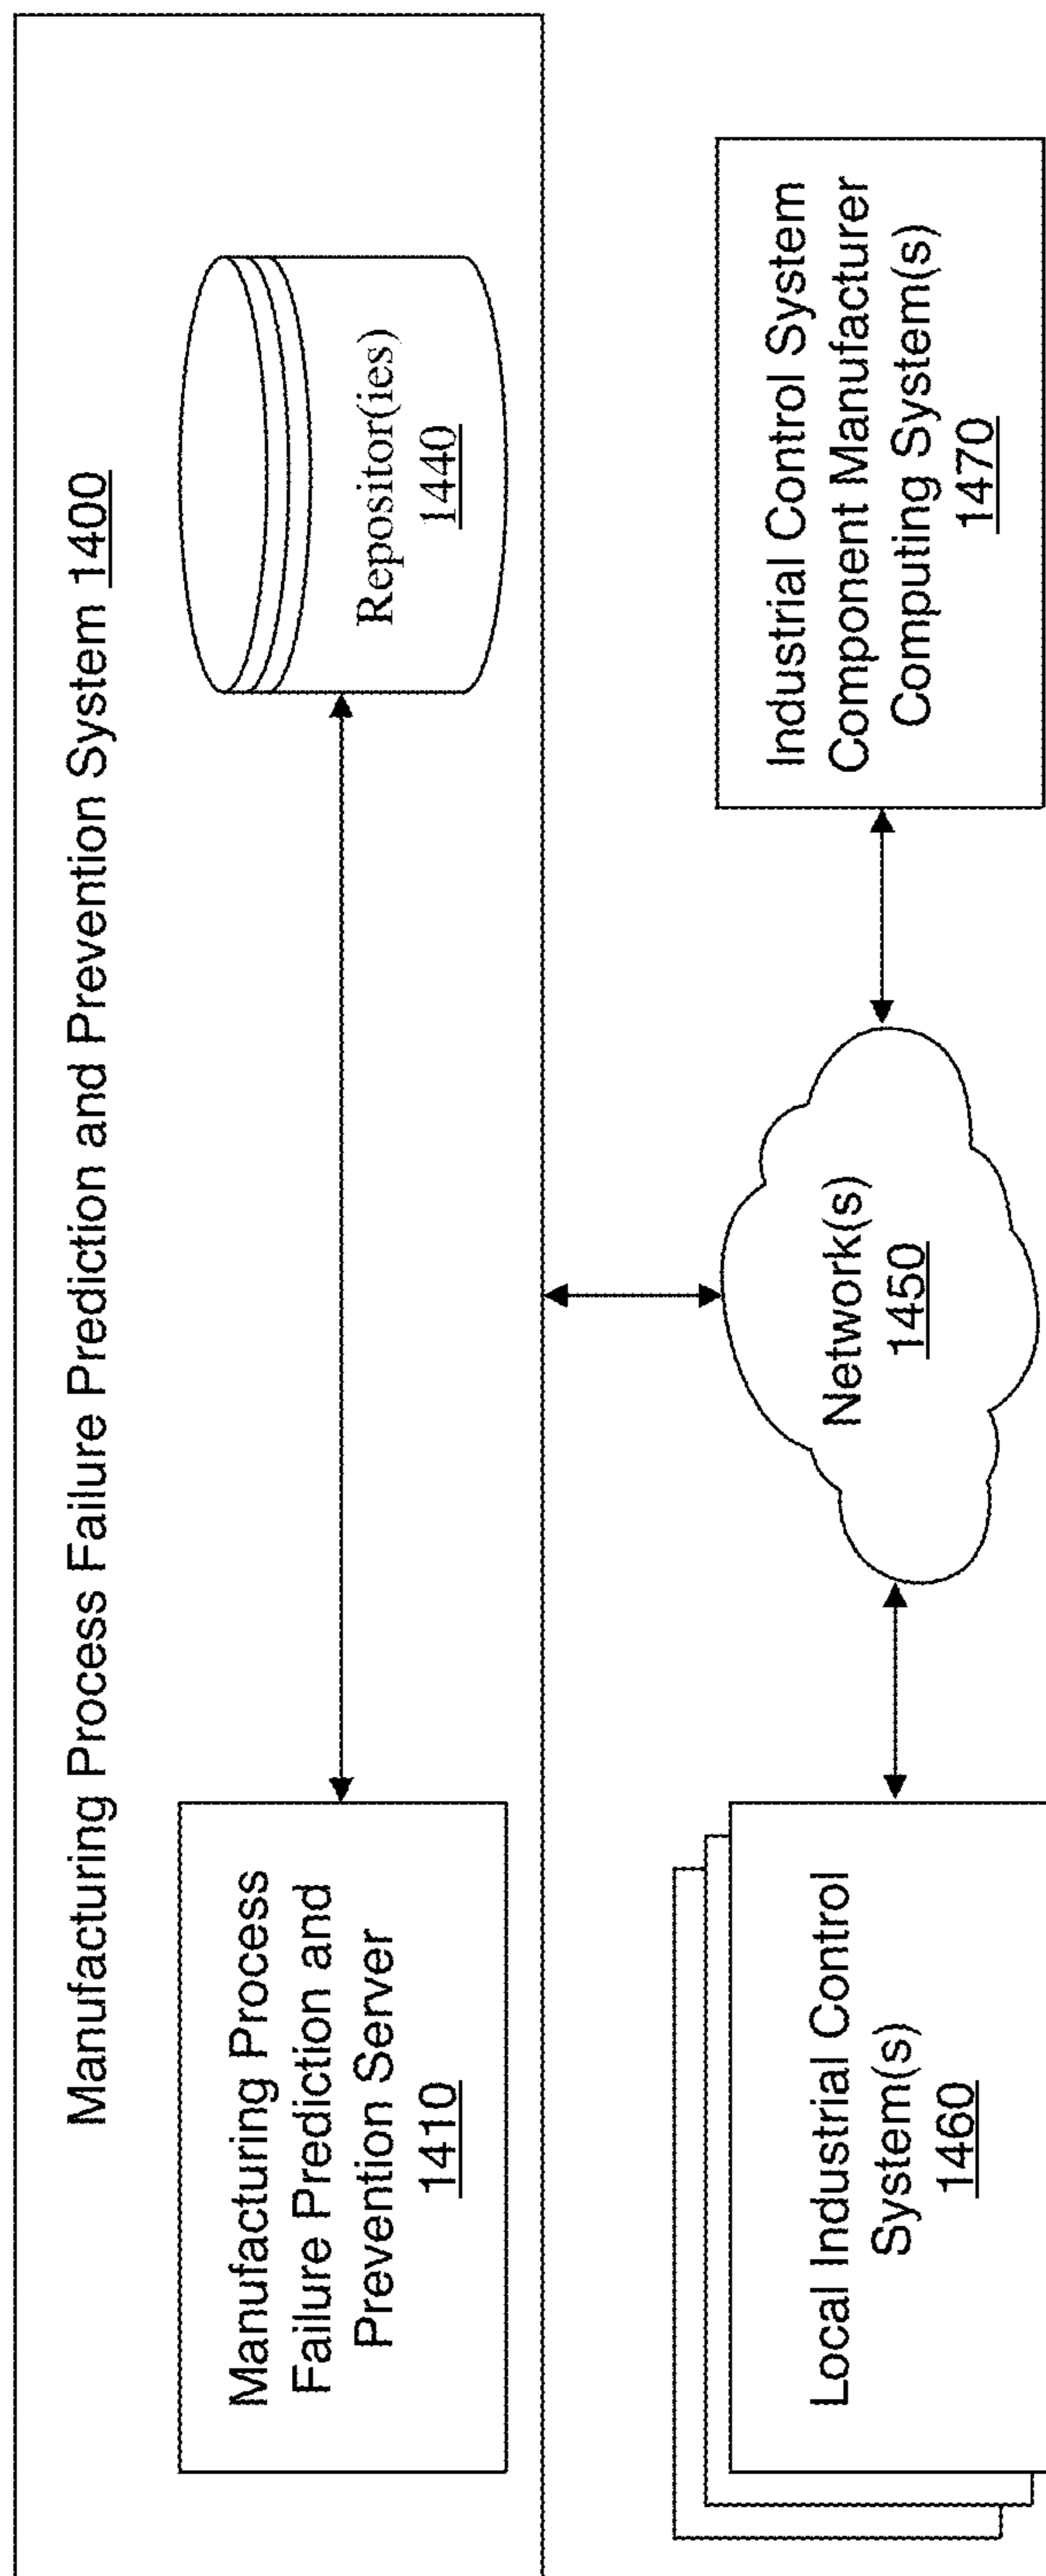 Manufacturing Process Failure Prediction and Prevention System 1400
Manufacturing Process
Failure Prediction and
Prevention Server
1410
Repositor(ies)
1440
Local Industrial Control
System(s)
1460
Network(s)
1450
Industrial Control System
Component Manufacturer
Computing System(s)
1470